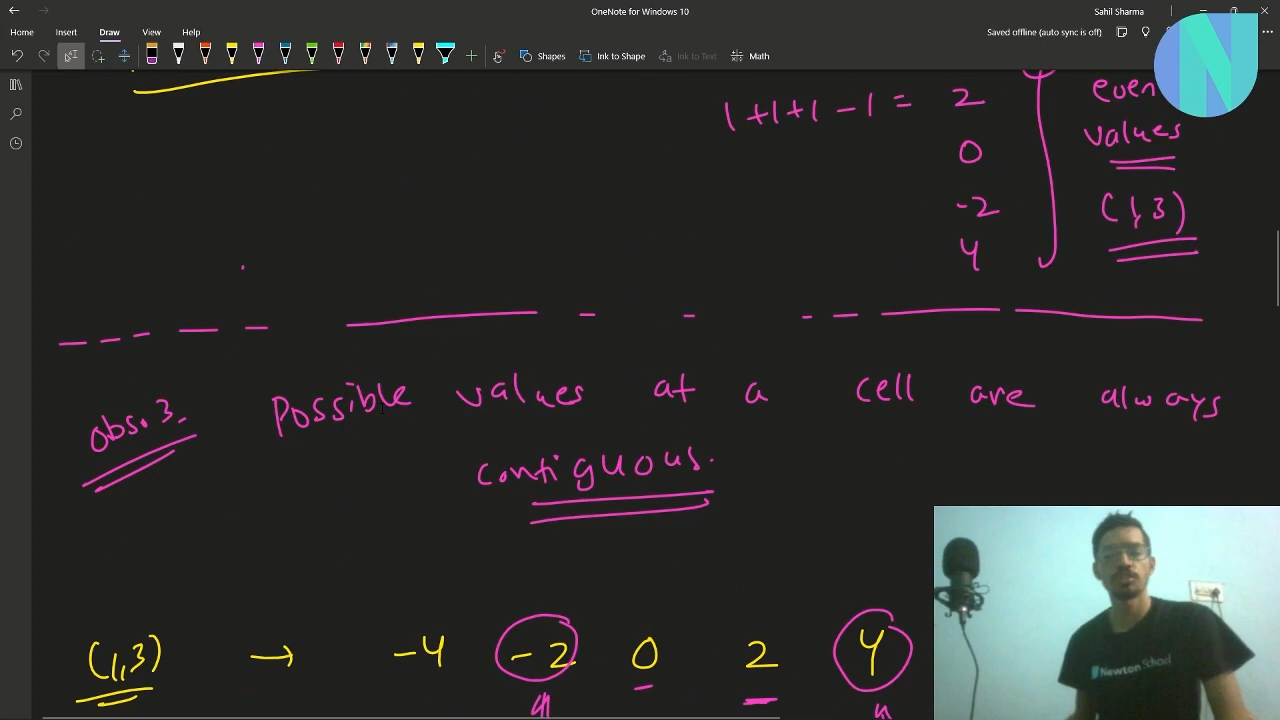 OneNote for Windows 10
Sahil Sharma
Home Insert Draw View Help
Saved offline (auto sync is off)
Shapes Ink to Shape Ink to Text Math
1+1+1-1 = 2
0
-2
4
even
values
(1,3)
obs.3. Possible values at a cell are always
contiguous.
(1,3) → -4 -2 0 2 4
Newton School